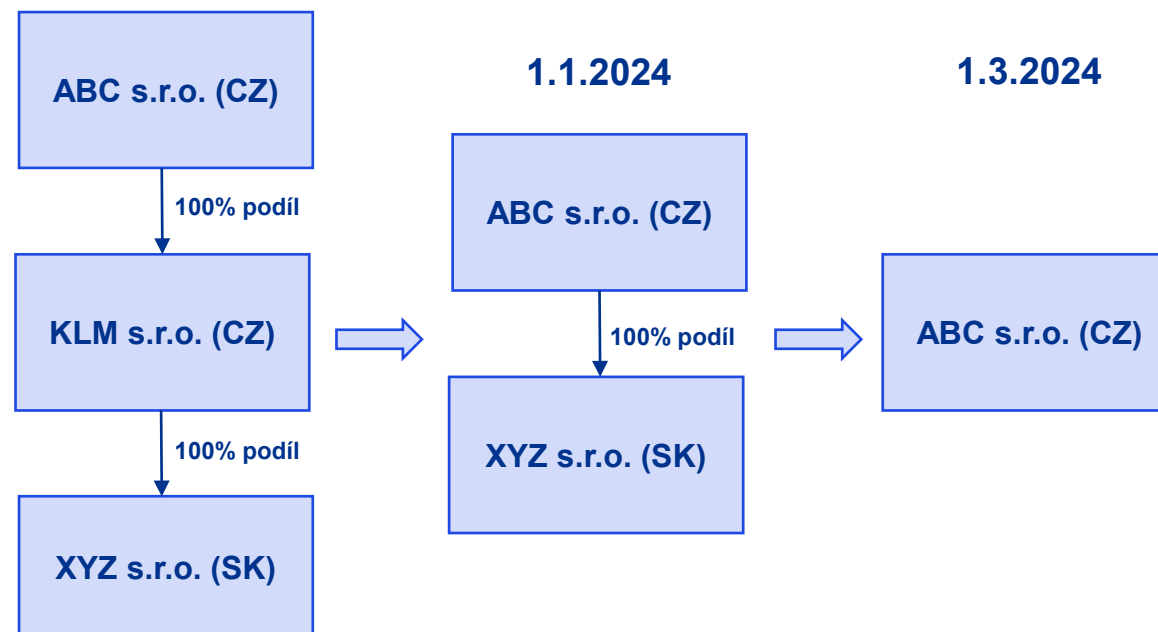 ABC s.r.o. (CZ)
100% podíl
KLM s.r.o. (CZ)
100% podíl
XYZ s.r.o. (SK)
1.1.2024
ABC s.r.o. (CZ)
100% podíl
XYZ s.r.o. (SK)
1.3.2024
ABC s.r.o. (CZ)